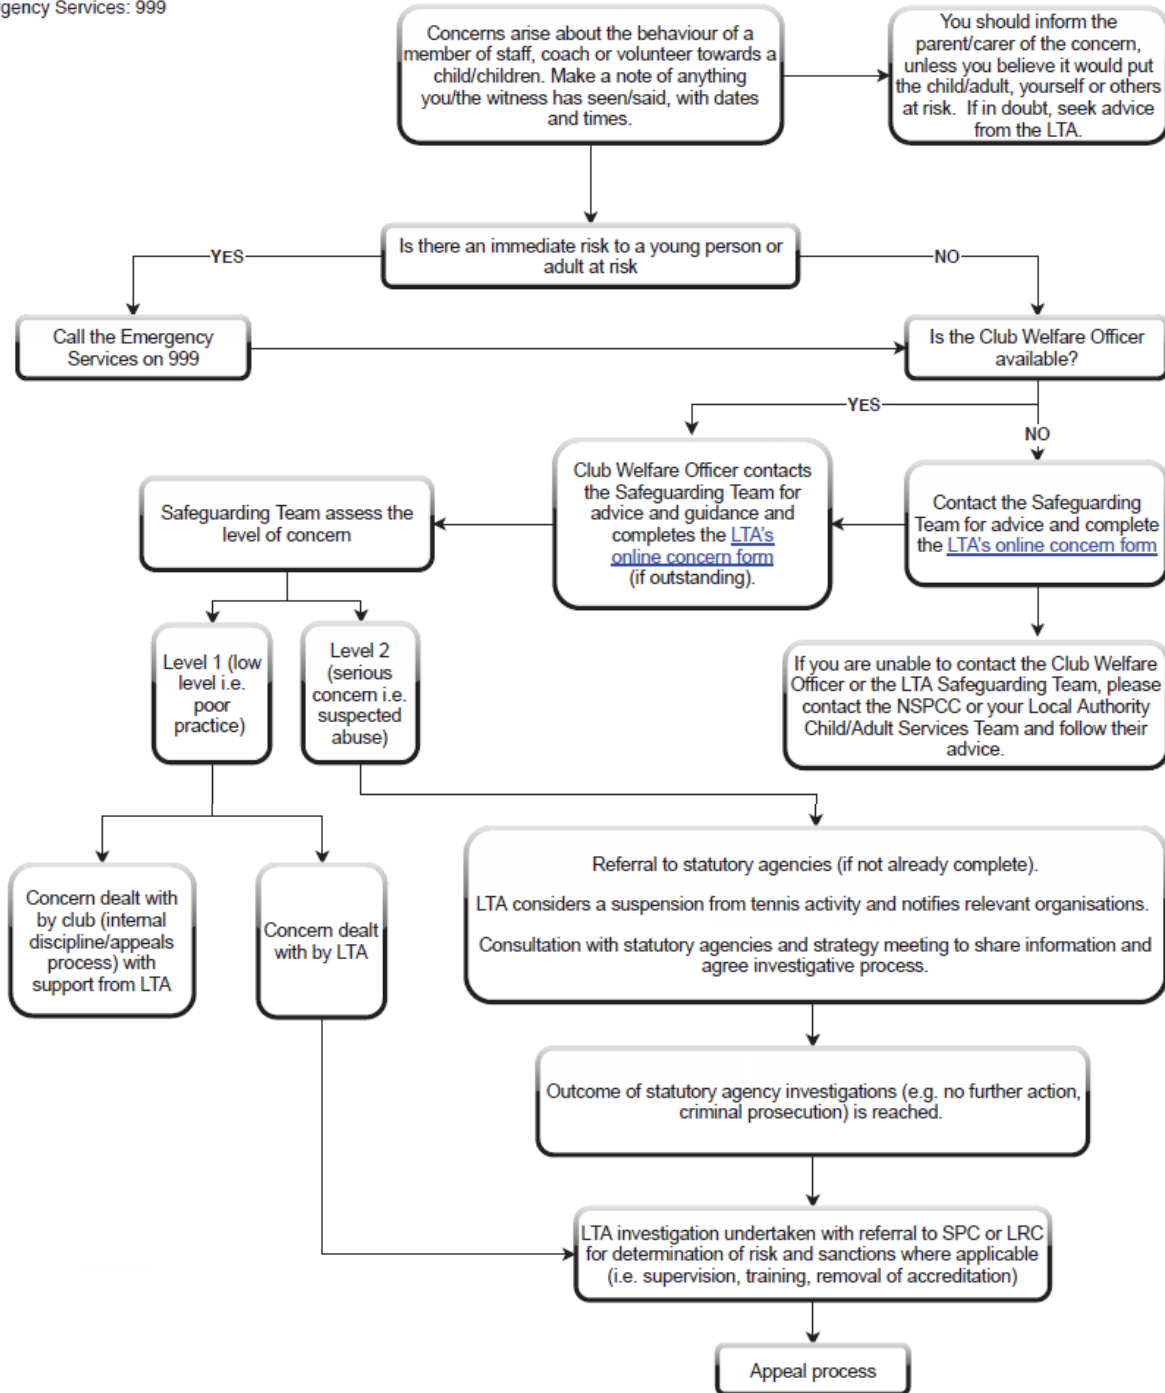 ergency Services: 999
Concerns arise about the behaviour of a
member of staff, coach or volunteer towards a
child/children. Make a note of anything
you/the witness has seen/said, with dates
and times.
You should inform the
parent/carer of the concern,
unless you believe it would put
the child/adult, yourself or others
at risk. If in doubt, seek advice
from the LTA.
Is there an immediate risk to a young person or
adult at risk
YES
NO
Call the Emergency
Services on 999
Is the Club Welfare Officer
available?
YES
NO
Club Welfare Officer contacts
the Safeguarding Team for
advice and guidance and
completes the LTA's
online concern form
(if outstanding).
Contact the Safeguarding
Team for advice and complete
the LTA's online concern form
Safeguarding Team assess the
level of concern
Level 1 (low
level i.e.
poor
practice)
Level 2
(serious
concern i.e.
suspected
abuse)
If you are unable to contact the Club Welfare
Officer or the LTA Safeguarding Team, please
contact the NSPCC or your Local Authority
Child/Adult Services Team and follow their
advice.
Concern dealt with
by club (internal
discipline/appeals
process) with
support from LTA
Concern dealt
with by LTA
Referral to statutory agencies (if not already complete).
LTA considers a suspension from tennis activity and notifies relevant organisations.
Consultation with statutory agencies and strategy meeting to share information and
agree investigative process.
Outcome of statutory agency investigations (e.g. no further action,
criminal prosecution) is reached.
LTA investigation undertaken with referral to SPC or LRC
for determination of risk and sanctions where applicable
(i.e. supervision, training, removal of accreditation)
Appeal process